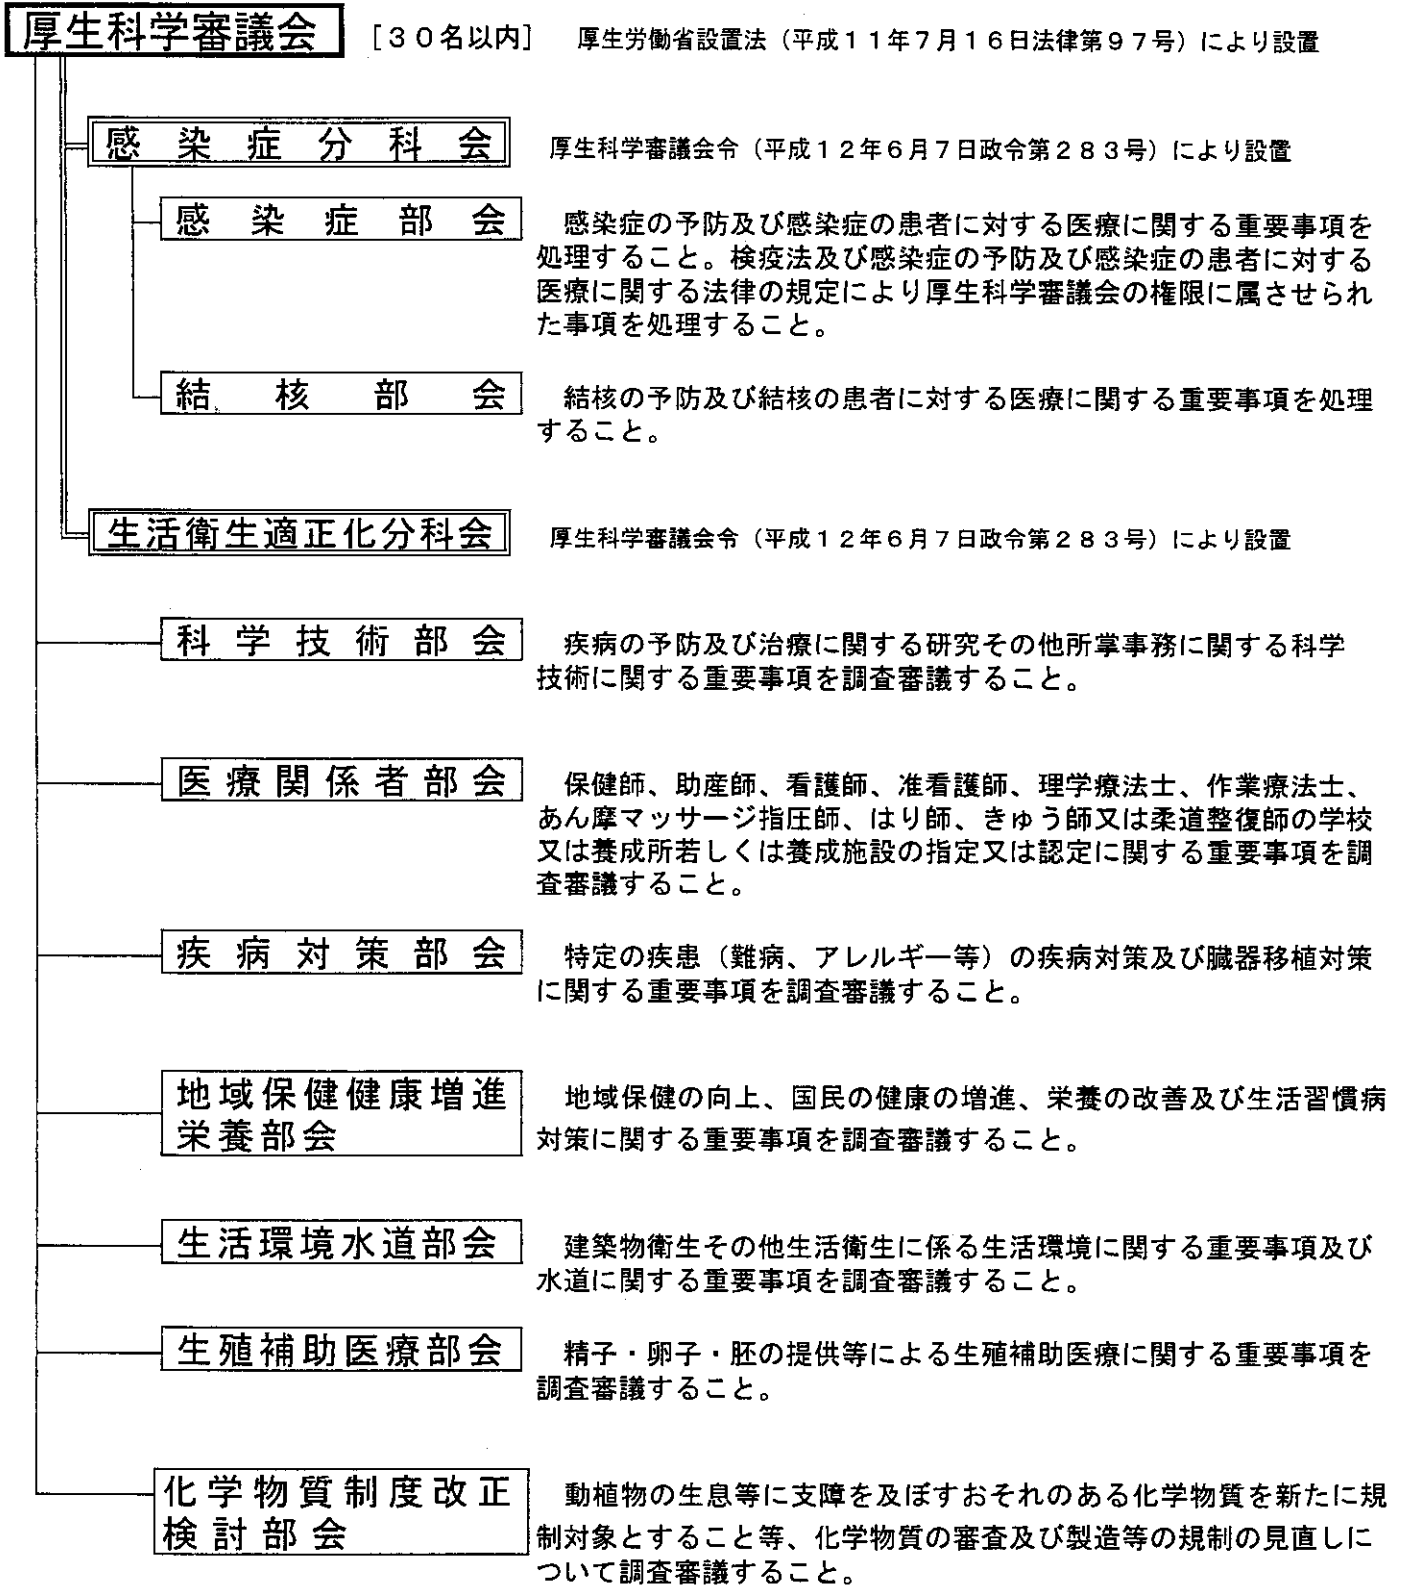 厚生科学審議会 [30名以内] 厚生労働省設置法（平成11年7月16日法律第97号）により設置
感染症分科会 厚生科学審議会令（平成12年6月7日政令第283号）により設置
感染症部会 感染症の予防及び感染症の患者に対する医療に関する重要事項を
処理すること。検疫法及び感染症の予防及び感染症の患者に対する
医療に関する法律の規定により厚生科学審議会の権限に属させられ
た事項を処理すること。
結核部会 結核の予防及び結核の患者に対する医療に関する重要事項を処理
すること。
生活衛生適正化分科会 厚生科学審議会令（平成12年6月7日政令第283号）により設置
科学技術部会 疾病の予防及び治療に関する研究その他所掌事務に関する科学
技術に関する重要事項を調査審議すること。
医療関係者部会 保健師、助産師、看護師、准看護師、理学療法士、作業療法士、
あん摩マッサージ指圧師、はり師、きゅう師又は柔道整復師の学校
又は養成所若しくは養成施設の指定又は認定に関する重要事項を調
査審議すること。
疾病対策部会 特定の疾患（難病、アレルギー等）の疾病対策及び臓器移植対策
に関する重要事項を調査審議すること。
地域保健健康増進
栄養部会
地域保健の向上、国民の健康の増進、栄養の改善及び生活習慣病
対策に関する重要事項を調査審議すること。
生活環境水道部会 建築物衛生その他生活衛生に係る生活環境に関する重要事項及び
水道に関する重要事項を調査審議すること。
生殖補助医療部会 精子・卵子・胚の提供等による生殖補助医療に関する重要事項を
調査審議すること。
化学物質制度改正
検討部会
動植物の生息等に支障を及ぼすおそれのある化学物質を新たに規
制対象とすること等、化学物質の審査及び製造等の規制の見直しに
ついて調査審議すること。